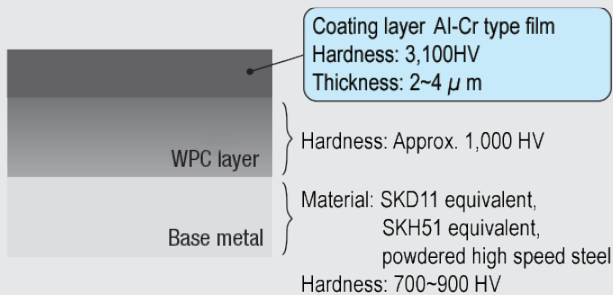 Coating layer Al-Cr type film
Hardness: 3,100HV
Thickness: 2~4 μ m
WPC layer
Hardness: Approx. 1,000 HV
Base metal
Material: SKD11 equivalent,
SKH51 equivalent,
powdered high speed steel
Hardness: 700~900 HV